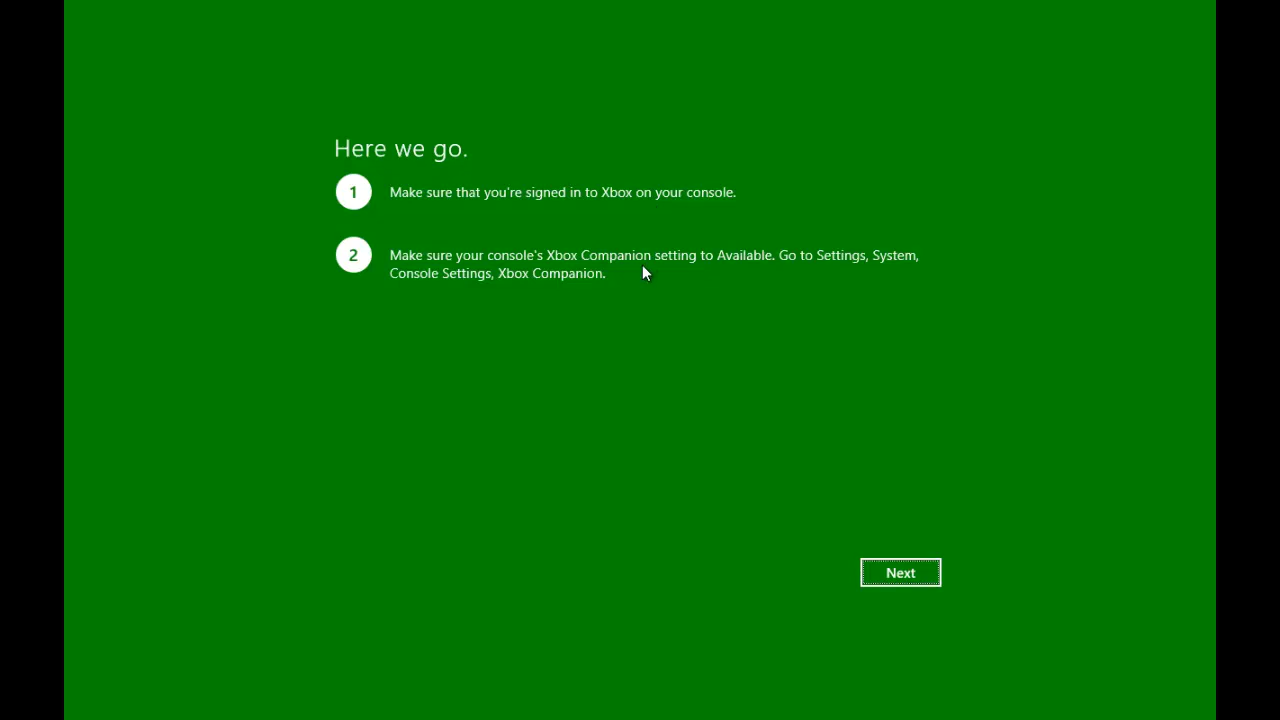 Here we go.
1 Make sure that you're signed in to Xbox on your console.
2 Make sure your console's Xbox Companion setting to Available. Go to Settings, System,
Console Settings, Xbox Companion.
Next